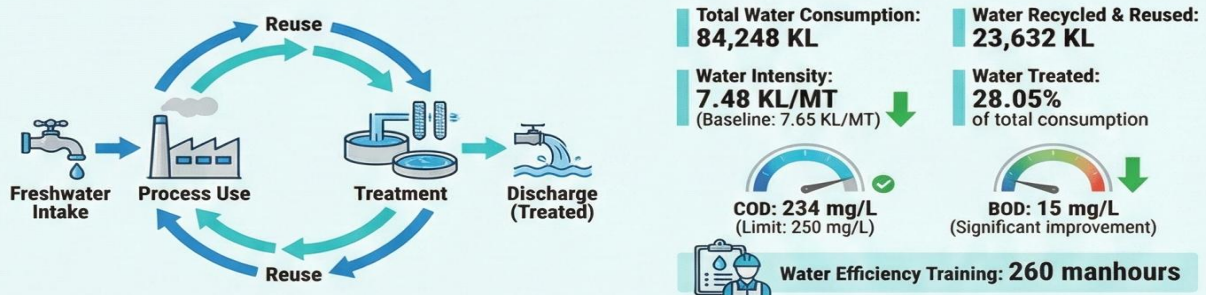 Reuse
Freshwater
Intake
Process Use
Treatment
Discharge
(Treated)
Reuse
Total Water Consumption:
84,248 KL
Water Recycled & Reused:
23,632 KL
Water Intensity:
7.48 KL/MT
(Baseline: 7.65 KL/MT)
Water Treated:
28.05%
of total consumption
COD: 234 mg/L
(Limit: 250 mg/L)
BOD: 15 mg/L
(Significant improvement)
Water Efficiency Training: 260 manhours